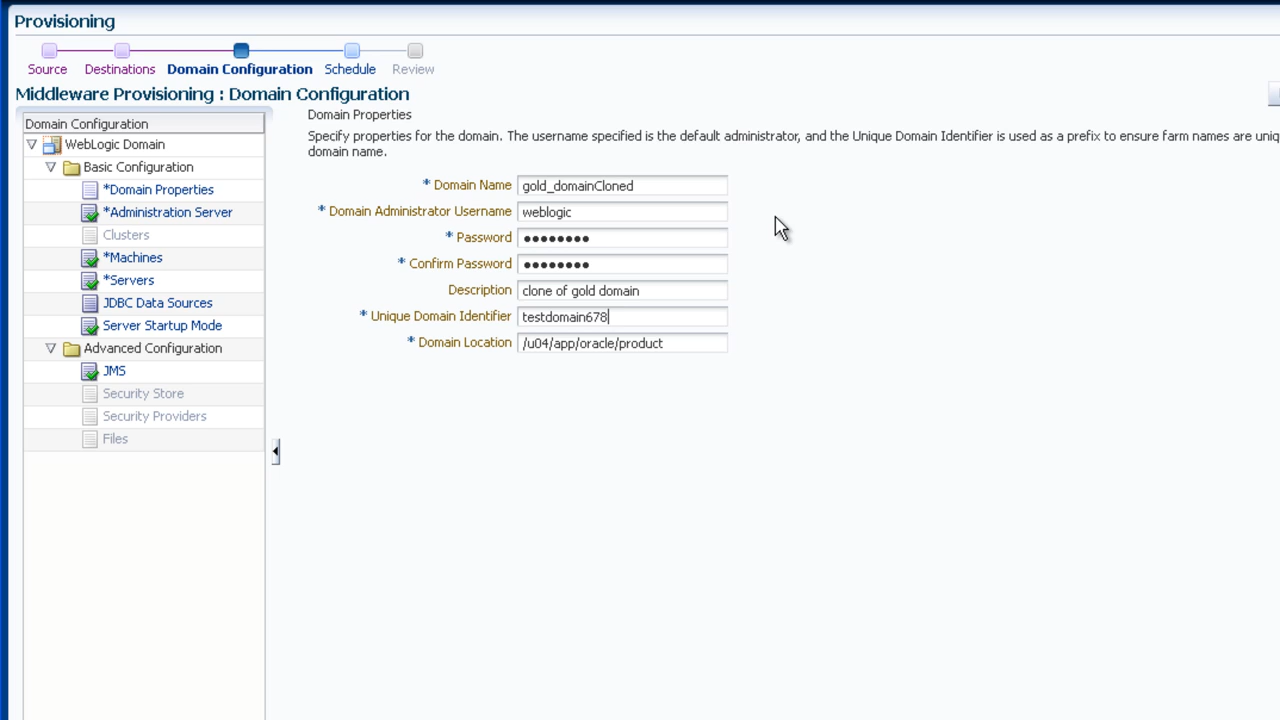 Provisioning
Source Destinations Domain Configuration Schedule Review
Middleware Provisioning : Domain Configuration
Domain Configuration
WebLogic Domain
Basic Configuration
*Domain Properties
*Administration Server
Clusters
*Machines
*Servers
JDBC Data Sources
Server Startup Mode
Advanced Configuration
JMS
Security Store
Security Providers
Files
Domain Properties
Specify properties for the domain. The username specified is the default administrator, and the Unique Domain Identifier is used as a prefix to ensure farm names are
domain name.
* Domain Name gold_domainCloned
* Domain Administrator Username weblogic
* Password ••••••••
* Confirm Password ••••••••
Description clone of gold domain
* Unique Domain Identifier testdomain678
* Domain Location /u04/app/oracle/product